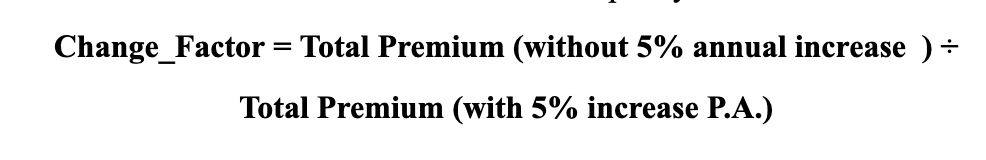 Change_Factor = Total Premium (without 5% annual increase ) ÷
Total Premium (with 5% increase P.A.)